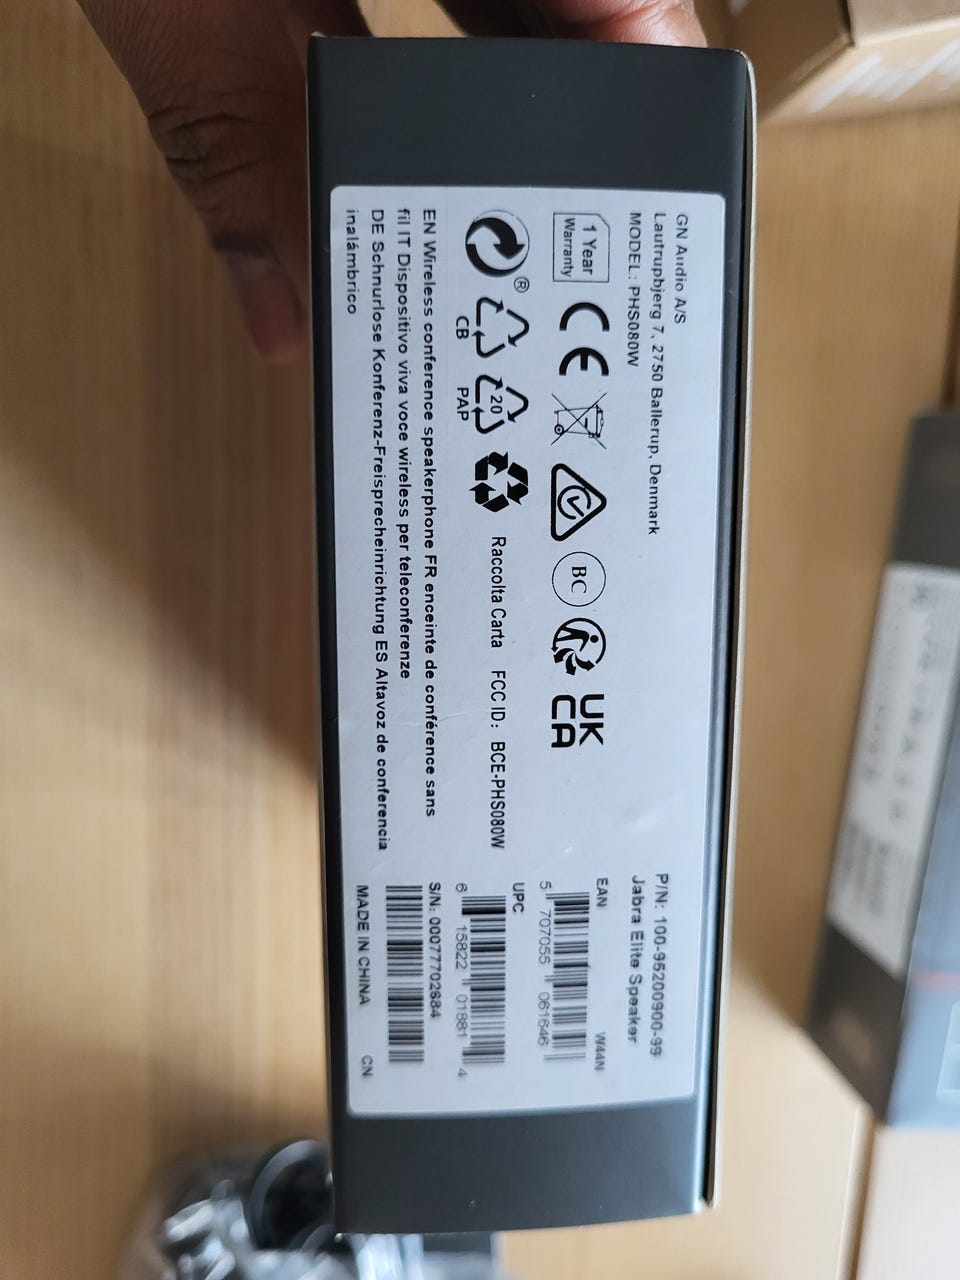 GN Audio A/S
Lautrupbjerg 7, 2750 Ballerup, Denmark
MODEL: PHS080W
1 Year
Warranty
CE
BC
UK
CA
®
CB
20
PAP
Raccolta Carta FCC ID: BCE-PHS080W
EN Wireless conference speakerphone FR enceinte de conférence sans
fil IT Dispositivo viva voce wireless per teleconferenze
DE Schnurlose Konferenz-Freisprecheinrichtung ES Altavoz de conferencia
inalámbrico
P/N: 100-95200900-99
Jabra Elite Speaker
EAN W44N
5 707055 061646
UPC
6 15822 01881 4
S/N: 00077702684
MADE IN CHINA CN